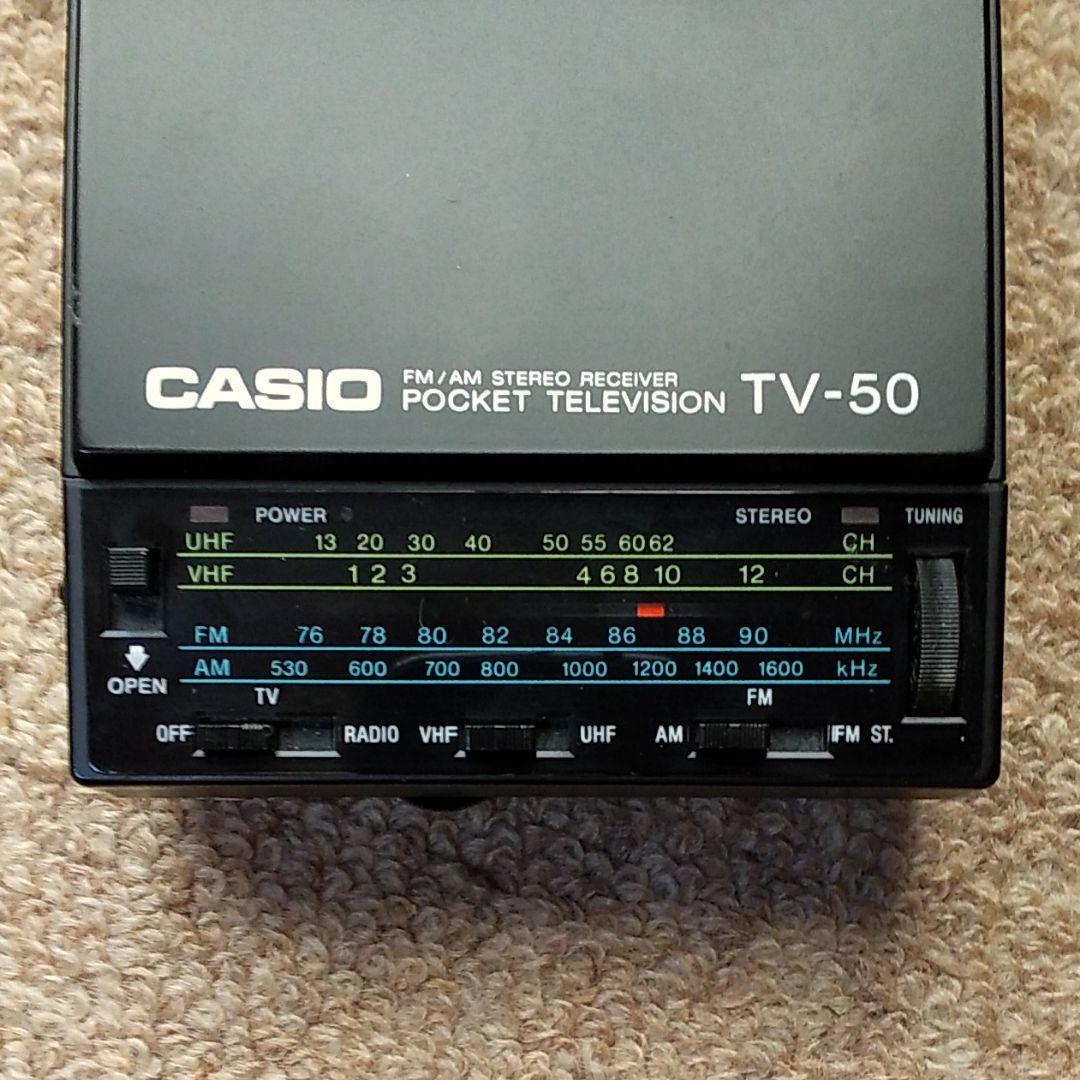 CASIO FM/AM STEREO RECEIVER POCKET TELEVISION TV-50
POWER STEREO TUNING
UHF 13 20 30 40 50 55 60 62 CH
VHF 1 2 3 4 6 8 10 12 CH
FM 76 78 80 82 84 86 88 90 MHz
AM 530 600 700 800 1000 1200 1400 1600 kHz
OPEN
TV FM
OFF RADIO VHF UHF AM FM ST.